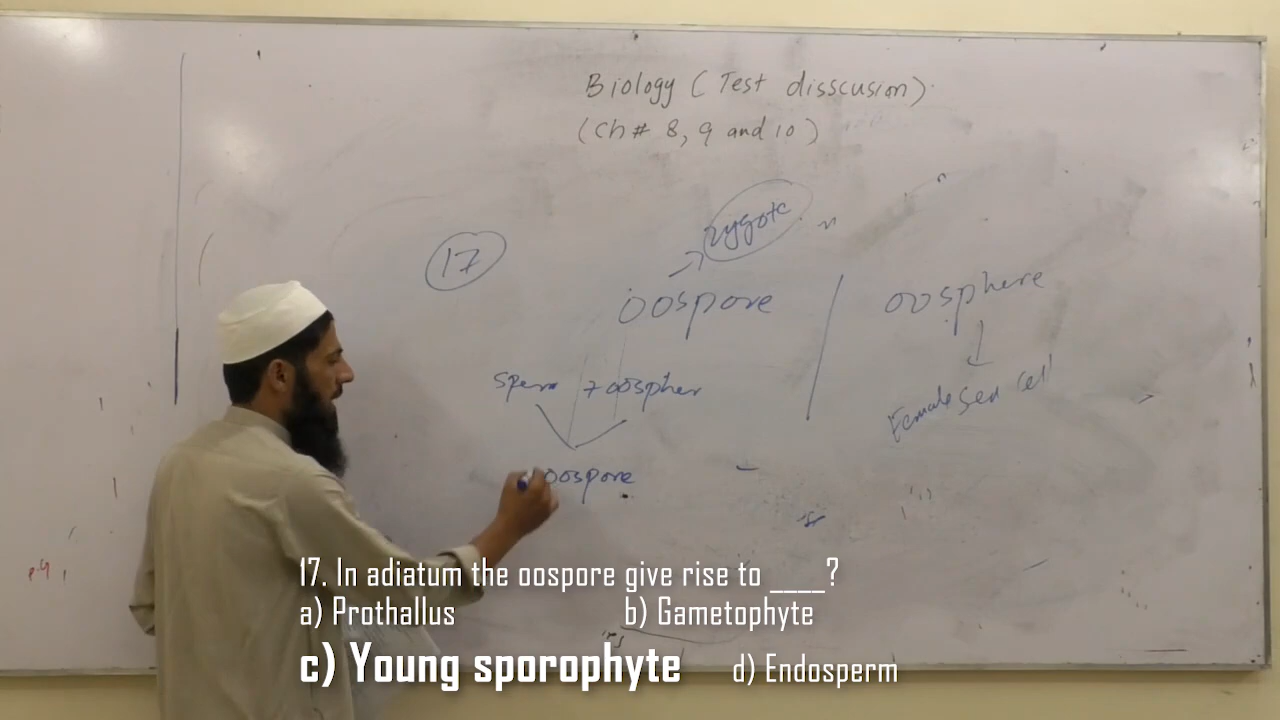 Biology (Test disscusion)
(Ch# 8, 9 and 10)
zygote
17
oospore
oosphere
sperm + oospher
Female sex cell
oospore
17. In adiatum the oospore give rise to ____?
a) Prothallus b) Gametophyte
c) Young sporophyte d) Endosperm